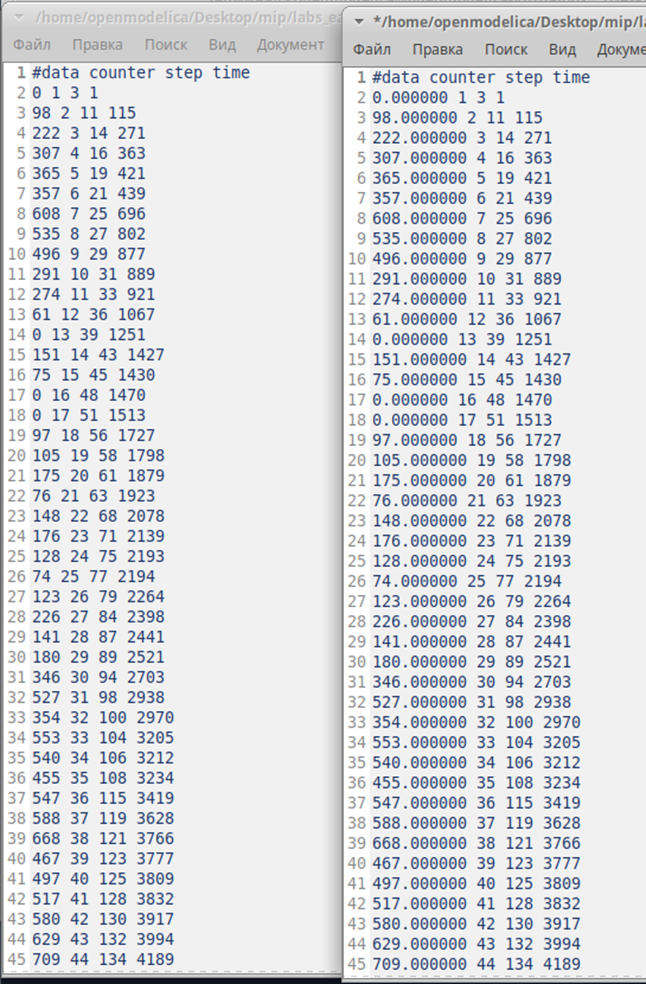 /home/openmodelica/Desktop/mip/labs_ea
Файл Правка Поиск Вид Документ
1 #data counter step time
2 0 1 3 1
3 98 2 11 115
4 222 3 14 271
5 307 4 16 363
6 365 5 19 421
7 357 6 21 439
8 608 7 25 696
9 535 8 27 802
10 496 9 29 877
11 291 10 31 889
12 274 11 33 921
13 61 12 36 1067
14 0 13 39 1251
15 151 14 43 1427
16 75 15 45 1430
17 0 16 48 1470
18 0 17 51 1513
19 97 18 56 1727
20 105 19 58 1798
21 175 20 61 1879
22 76 21 63 1923
23 148 22 68 2078
24 176 23 71 2139
25 128 24 75 2193
26 74 25 77 2194
27 123 26 79 2264
28 226 27 84 2398
29 141 28 87 2441
30 180 29 89 2521
31 346 30 94 2703
32 527 31 98 2938
33 354 32 100 2970
34 553 33 104 3205
35 540 34 106 3212
36 455 35 108 3234
37 547 36 115 3419
38 588 37 119 3628
39 668 38 121 3766
40 467 39 123 3777
41 497 40 125 3809
42 517 41 128 3832
43 580 42 130 3917
44 629 43 132 3994
45 709 44 134 4189
*/home/openmodelica/Desktop/mip/la
Файл Правка Поиск Вид Докуме
1 #data counter step time
2 0.000000 1 3 1
3 98.000000 2 11 115
4 222.000000 3 14 271
5 307.000000 4 16 363
6 365.000000 5 19 421
7 357.000000 6 21 439
8 608.000000 7 25 696
9 535.000000 8 27 802
10 496.000000 9 29 877
11 291.000000 10 31 889
12 274.000000 11 33 921
13 61.000000 12 36 1067
14 0.000000 13 39 1251
15 151.000000 14 43 1427
16 75.000000 15 45 1430
17 0.000000 16 48 1470
18 0.000000 17 51 1513
19 97.000000 18 56 1727
20 105.000000 19 58 1798
21 175.000000 20 61 1879
22 76.000000 21 63 1923
23 148.000000 22 68 2078
24 176.000000 23 71 2139
25 128.000000 24 75 2193
26 74.000000 25 77 2194
27 123.000000 26 79 2264
28 226.000000 27 84 2398
29 141.000000 28 87 2441
30 180.000000 29 89 2521
31 346.000000 30 94 2703
32 527.000000 31 98 2938
33 354.000000 32 100 2970
34 553.000000 33 104 3205
35 540.000000 34 106 3212
36 455.000000 35 108 3234
37 547.000000 36 115 3419
38 588.000000 37 119 3628
39 668.000000 38 121 3766
40 467.000000 39 123 3777
41 497.000000 40 125 3809
42 517.000000 41 128 3832
43 580.000000 42 130 3917
44 629.000000 43 132 3994
45 709.000000 44 134 4189